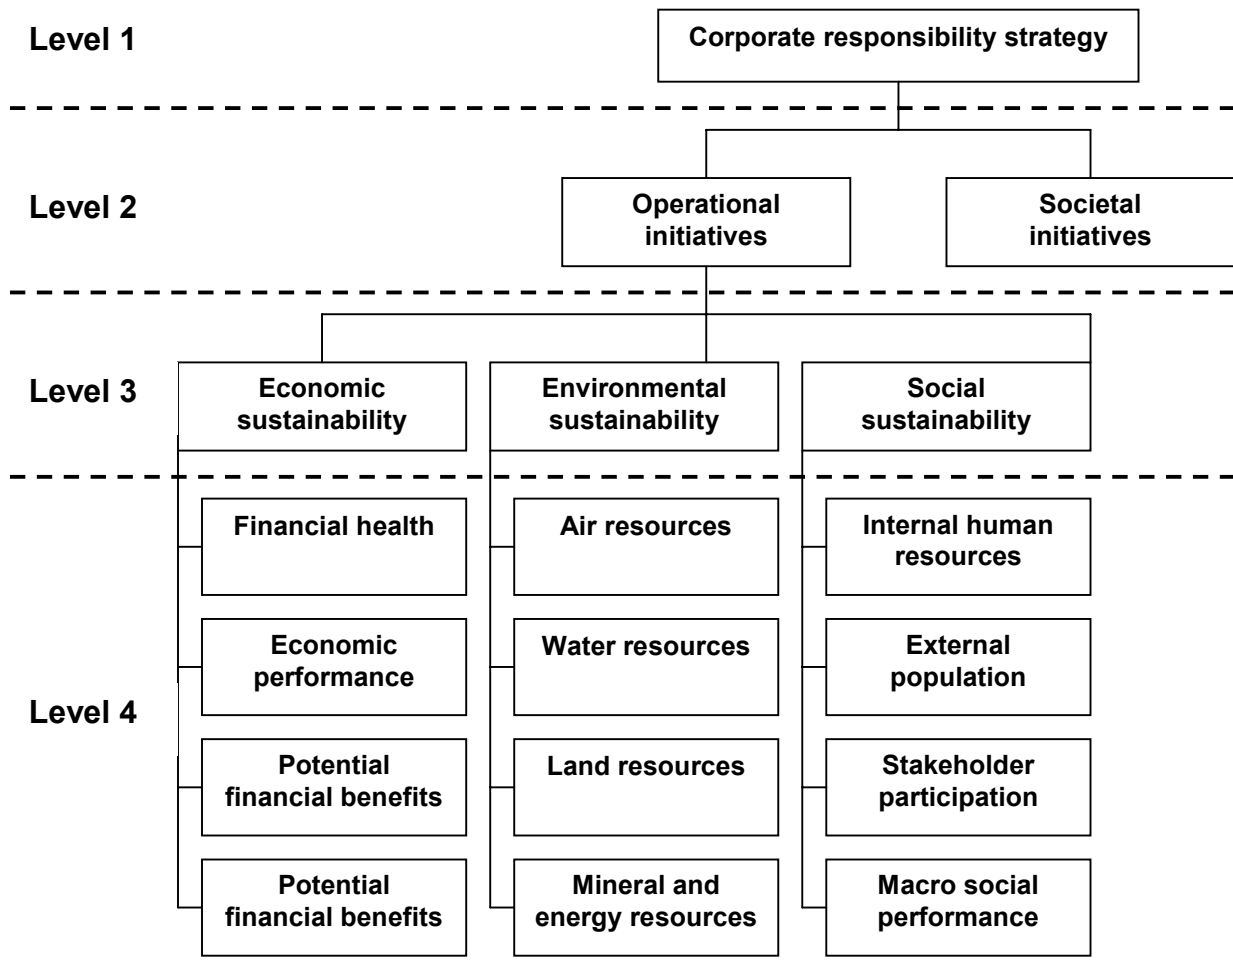 Level 1
Corporate responsibility strategy
Level 2
Operational
initiatives
Societal
initiatives
Level 3
Economic
sustainability
Environmental
sustainability
Social
sustainability
Level 4
Financial health
Air resources
Internal human
resources
Economic
performance
Water resources
External
population
Potential
financial benefits
Land resources
Stakeholder
participation
Potential
financial benefits
Mineral and
energy resources
Macro social
performance